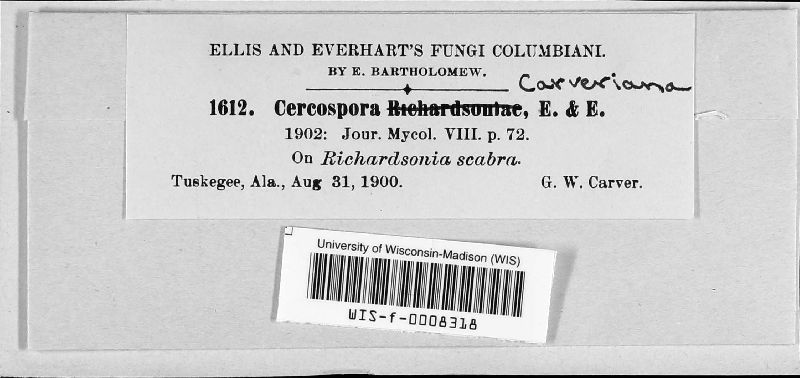 ELLIS AND EVERHART'S FUNGI COLUMBIANI.
BY E. BARTHOLOMEW.
Carveriana
1612. Cercospora Richardsoniae, E. & E.
1902: Jour. Mycol. VIII. p. 72.
On Richardsonia scabra.
Tuskegee, Ala., Aug 31, 1900. G. W. Carver.
University of Wisconsin-Madison (WIS)
WIS-f-0008318